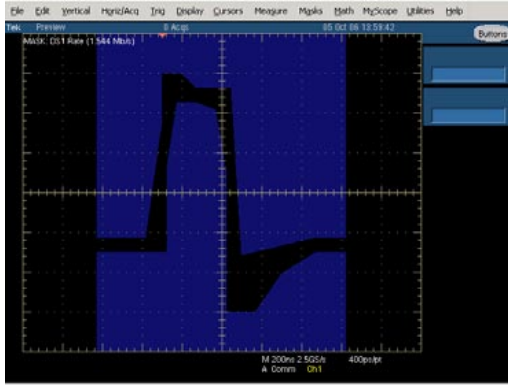 File Edit Vertical Horiz/Acq Trig Display Cursors Measure Masks Math MyScope Utilities Help
Tek Preview 0 Acqs 05 Oct 06 13:59:42
Buttons
MASK: DS1 Rate (1.544 Mb/s)
M 200ns 2.5GS/s 400ps/pt
A Comm Ch1